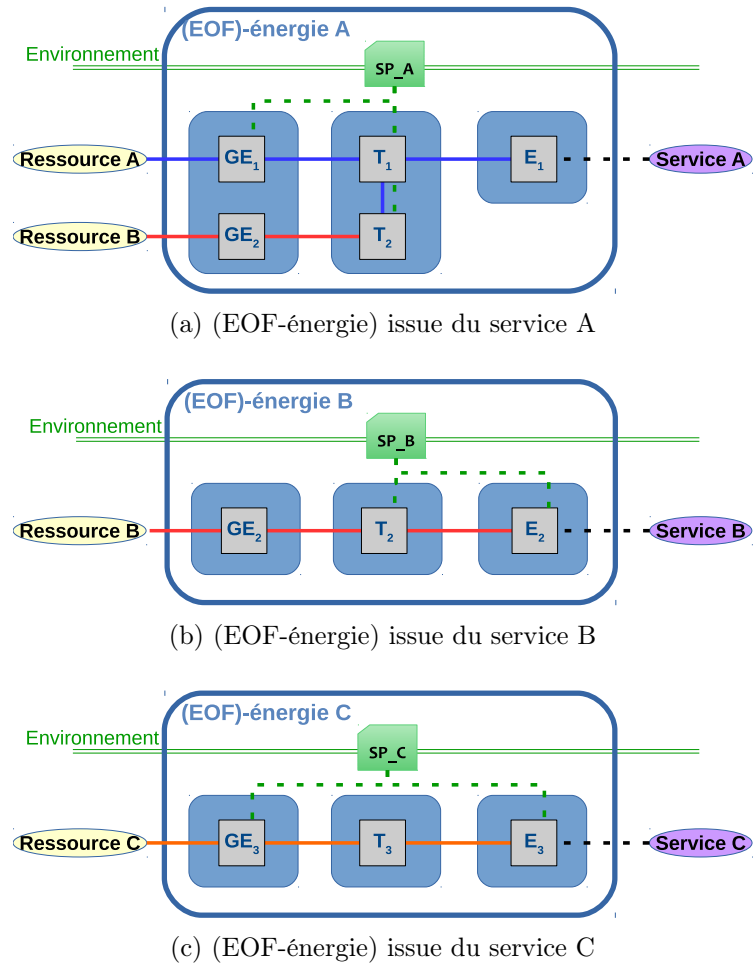 (EOF)-énergie A
Environnement
SP_A
Ressource A GE₁ T₁ E₁ Service A
Ressource B GE₂ T₂
(a) (EOF-énergie) issue du service A
(EOF)-énergie B
Environnement
SP_B
Ressource B GE₂ T₂ E₂ Service B
(b) (EOF-énergie) issue du service B
(EOF)-énergie C
Environnement
SP_C
Ressource C GE₃ T₃ E₃ Service C
(c) (EOF-énergie) issue du service C